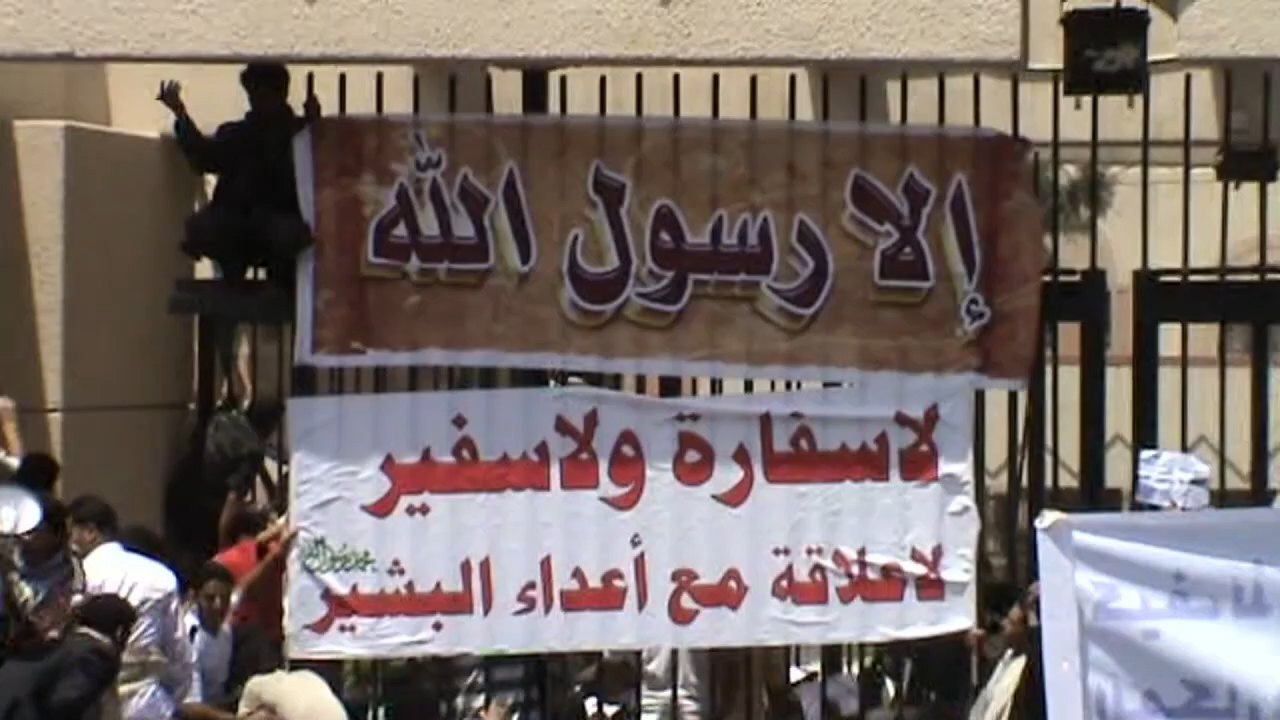 إلا رسول الله
لاسفارة ولاسفير
لاعلاقة مع أعداء البشير